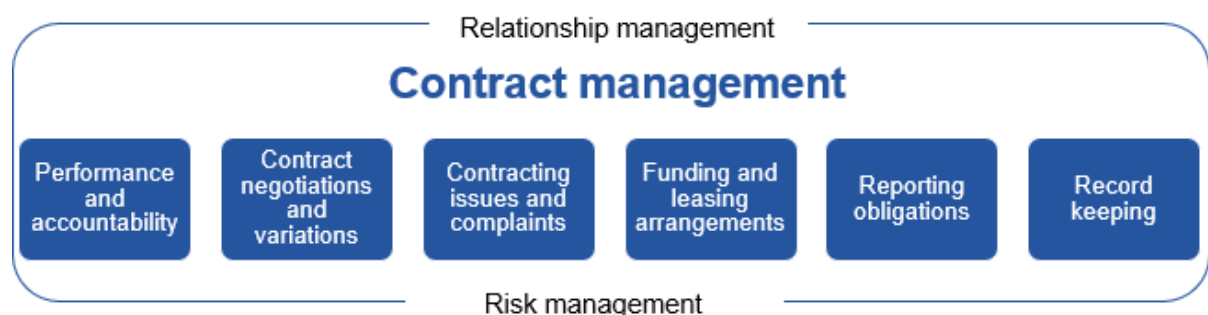 Relationship management
Contract management
Performance
and
accountability
Contract
negotiations
and
variations
Contracting
issues and
complaints
Funding and
leasing
arrangements
Reporting
obligations
Record
keeping
Risk management